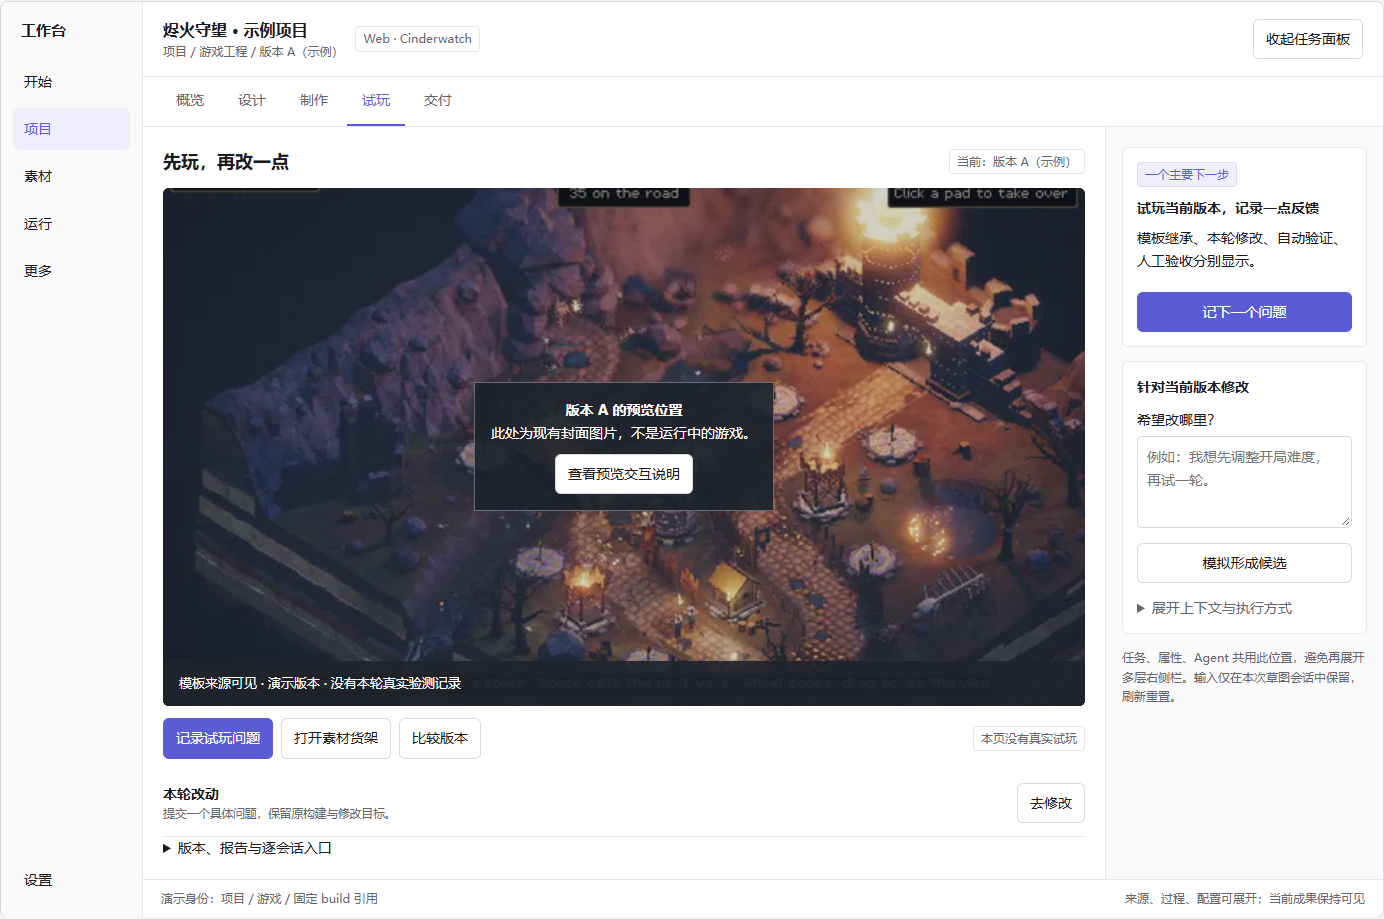 工作台
开始
项目
素材
运行
更多
设置
烬火守望 • 示例项目
项目 / 游戏工程 / 版本 A（示例）
Web · Cinderwatch
收起任务面板
概览
设计
制作
试玩
交付
先玩，再改一点
当前：版本 A（示例）
35 on the road
Click a pad to take over
版本 A 的预览位置
此处为现有封面图片，不是运行中的游戏。
查看预览交互说明
模板来源可见 · 演示版本 · 没有本轮真实验测记录
a tower · Space calls the next wave · Wheel zooms, drag moves the view
记录试玩问题
打开素材货架
比较版本
本页没有真实试玩
本轮改动
提交一个具体问题，保留原构建与修改目标。
去修改
版本、报告与逐会话入口
一个主要下一步
试玩当前版本，记录一点反馈
模板继承、本轮修改、自动验证、
人工验收分别显示。
记下一个问题
针对当前版本修改
希望改哪里？
例如：我想先调整开局难度，
再试一轮。
模拟形成候选
展开上下文与执行方式
任务、属性、Agent 共用此位置，避免再展开
多层右侧栏。输入仅在本次草图会话中保留，
刷新重置。
演示身份：项目 / 游戏 / 固定 build 引用
来源、过程、配置可展开；当前成果保持可见